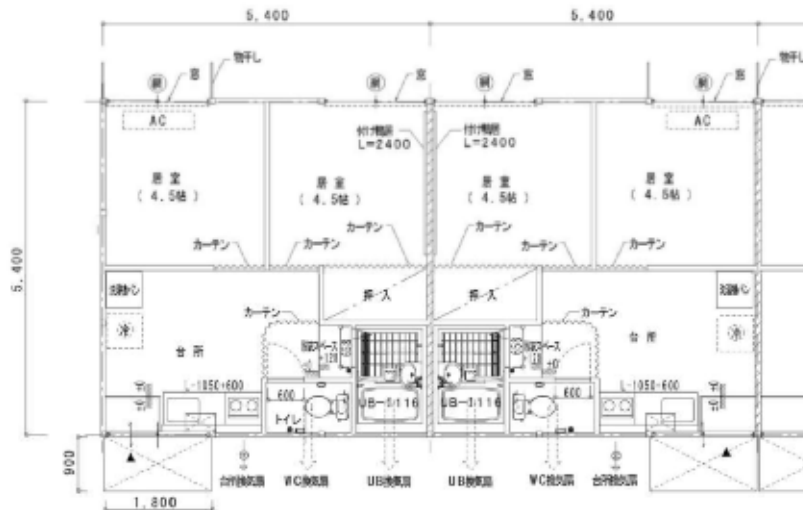 5.400
5.400
物干し
物干し
網
窓
網
窓
網
窓
網
窓
AC
AC
付け鴨居
L=2400
付け鴨居
L=2400
居 室
( 4.5帖 )
居 室
( 4.5帖 )
居 室
( 4.5帖 )
居 室
( 4.5帖 )
5.400
カーテン
カーテン
カーテン
カーテン
カーテン
カーテン
押 入
押 入
冷
冷
カーテン
カーテン
台 所
台 所
L-1050+600
L-1050+600
600
600
トイレ
UB-1116
UB-1116
900
台所換気扇
WC換気扇
UB換気扇
UB換気扇
WC換気扇
台所換気扇
1.800